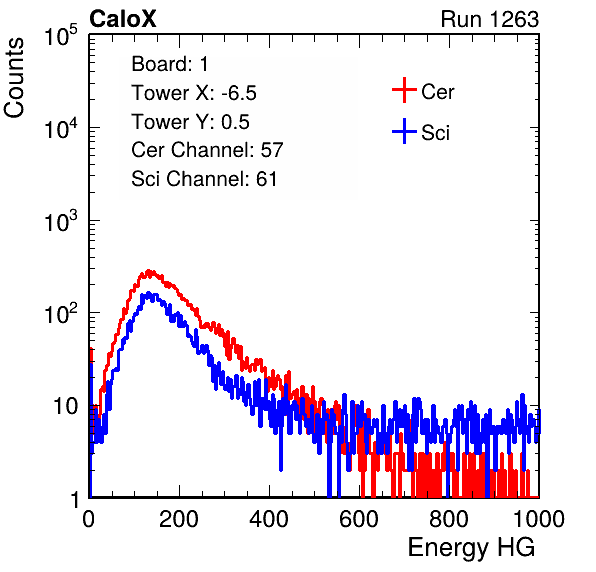 CaloX Run 1263
Counts
Board: 1
Tower X: -6.5
Tower Y: 0.5
Cer Channel: 57
Sci Channel: 61
Cer
Sci
10^5
10^4
10^3
10^2
10
1
0 200 400 600 800 1000
Energy HG